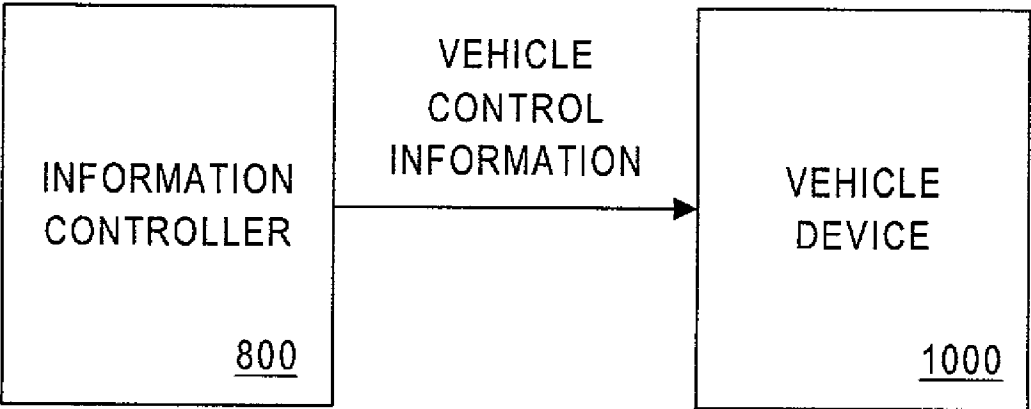 INFORMATION
CONTROLLER
800
VEHICLE
CONTROL
INFORMATION
VEHICLE
DEVICE
1000